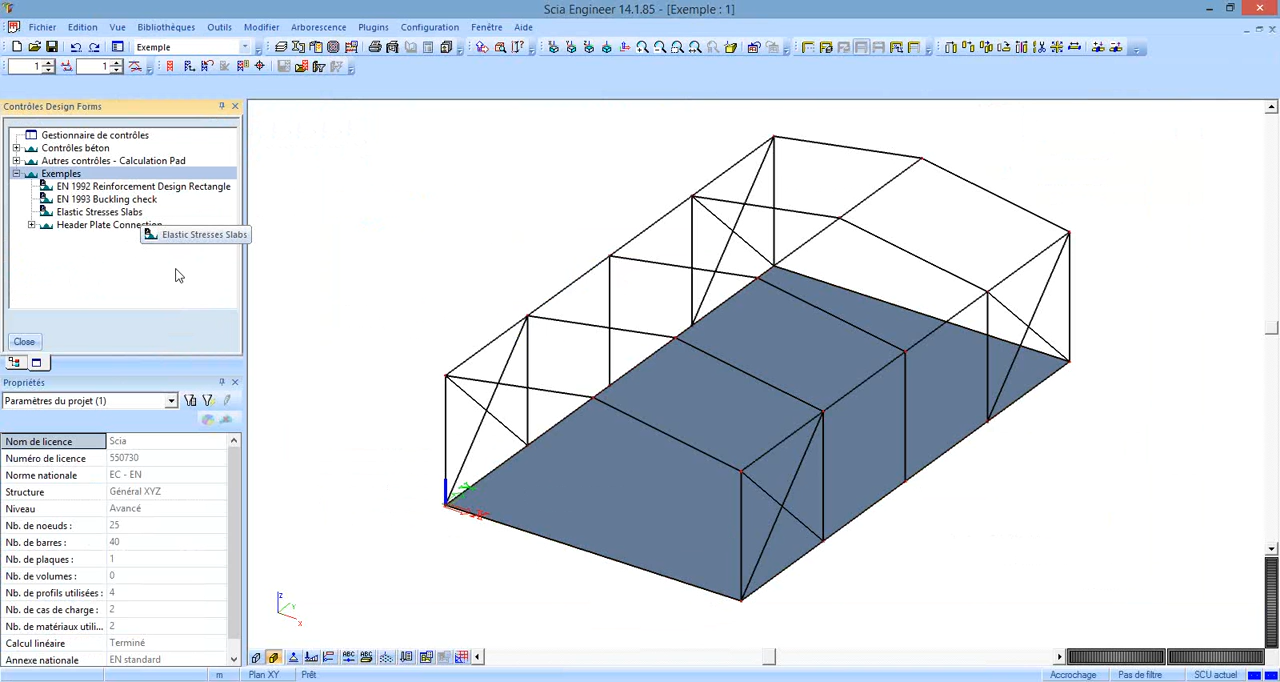 Scia Engineer 14.1.85 - [Exemple : 1]
Fichier Edition Vue Bibliothèques Outils Modifier Arborescence Plugins Configuration Fenêtre Aide
Exemple
1 1
Contrôles Design Forms
Gestionnaire de contrôles
Contrôles béton
Autres contrôles - Calculation Pad
Exemples
EN 1992 Reinforcement Design Rectangle
EN 1993 Buckling check
Elastic Stresses Slabs
Header Plate Connection
Elastic Stresses Slabs
Close
Propriétés
Paramètres du projet (1)
Nom de licence Scia
Numéro de licence 550730
Norme nationale EC - EN
Structure Général XYZ
Niveau Avancé
Nb. de noeuds : 25
Nb. de barres : 40
Nb. de plaques : 1
Nb. de volumes : 0
Nb. de profils utilisées : 4
Nb. de cas de charge : 2
Nb. de matériaux utili... 2
Calcul linéaire Terminé
Annexe nationale EN standard
z
Y
X
ABC ABC
m Plan XY Prêt Accrochage Pas de filtre SCU actuel